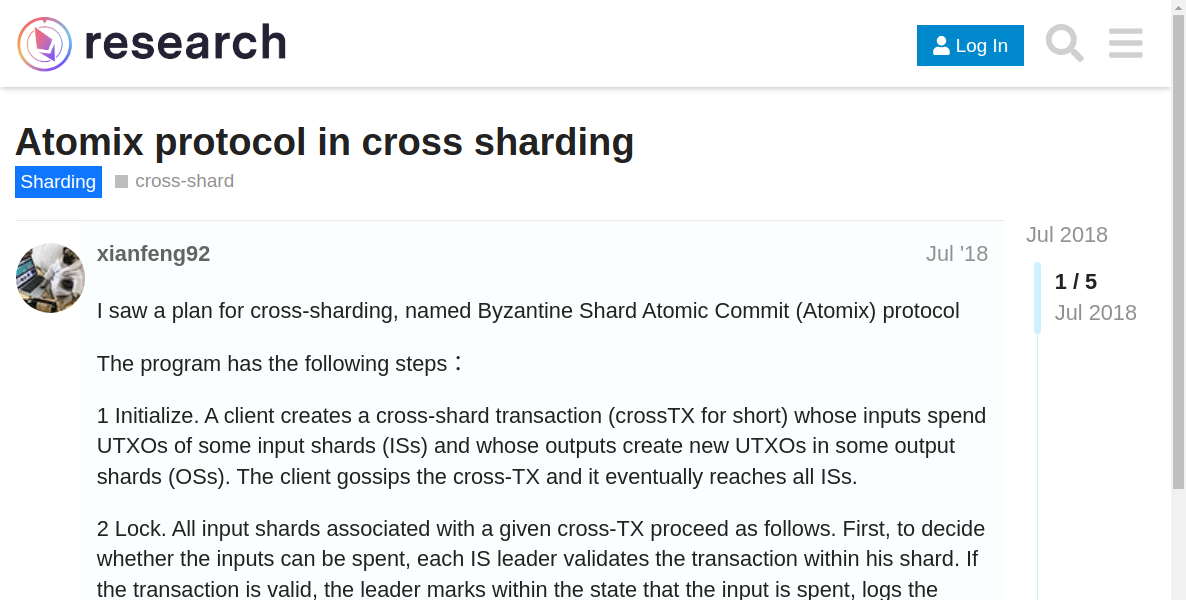 research
Log In
Atomix protocol in cross sharding
Sharding
cross-shard
xianfeng92
Jul '18
I saw a plan for cross-sharding, named Byzantine Shard Atomic Commit (Atomix) protocol
The program has the following steps：
1 Initialize. A client creates a cross-shard transaction (crossTX for short) whose inputs spend
UTXOs of some input shards (ISs) and whose outputs create new UTXOs in some output
shards (OSs). The client gossips the cross-TX and it eventually reaches all ISs.
2 Lock. All input shards associated with a given cross-TX proceed as follows. First, to decide
whether the inputs can be spent, each IS leader validates the transaction within his shard. If
the transaction is valid, the leader marks within the state that the input is spent, logs the
Jul 2018
1 / 5
Jul 2018